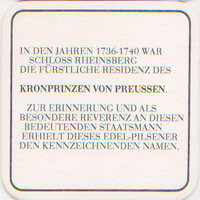 IN DEN JAHREN 1736-1740 WAR
SCHLOSS RHEINSBERG
DIE FÜRSTLICHE RESIDENZ DES
KRONPRINZEN VON PREUSSEN.
ZUR ERINNERUNG UND ALS
BESONDERE REVERENZ AN DIESEN
BEDEUTENDEN STAATSMANN
ERHIELT DIESES EDEL-PILSENER
DEN KENNZEICHNENDEN NAMEN.